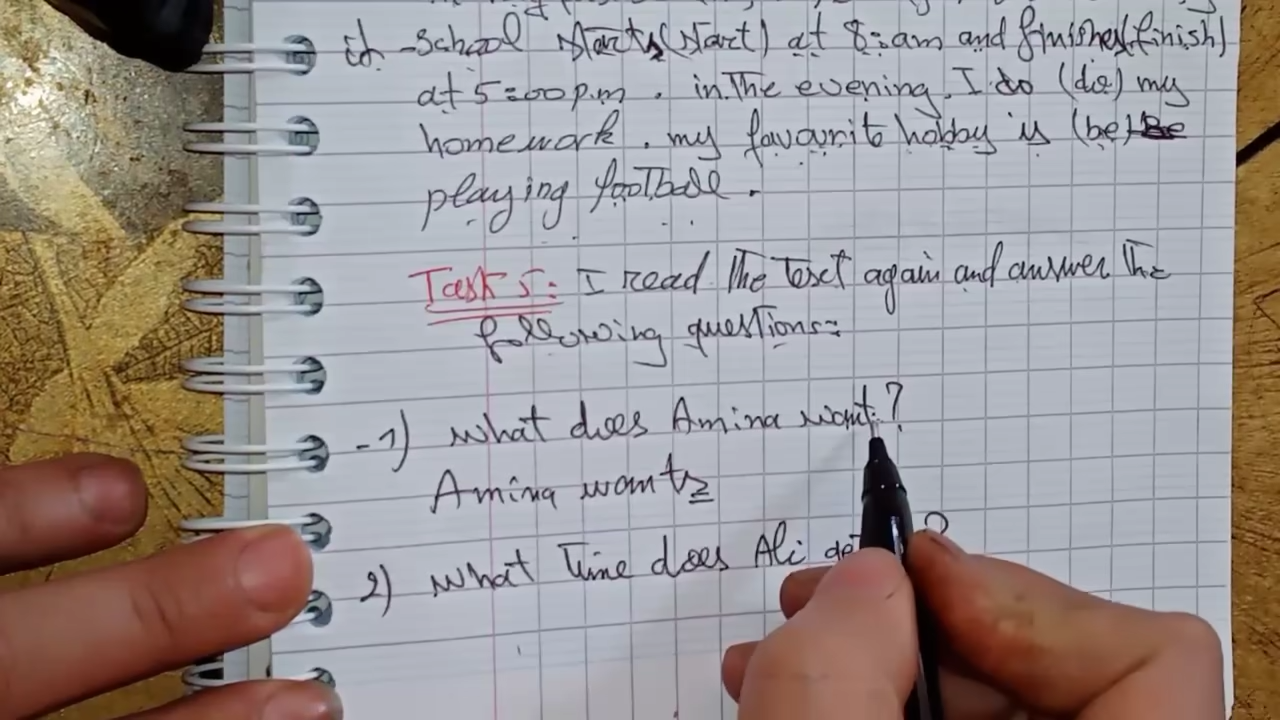 it. -School starts (start) at 8:am and finishes (finish)
at 5:00 p.m. in.The evening. I do (do) my
homework. my favourite hobby is (be)
playing football.
Task 5: I read the text again and answer the
following questions:
-1) what does Amina want?
Amina wants
2) what Time does Ali ?